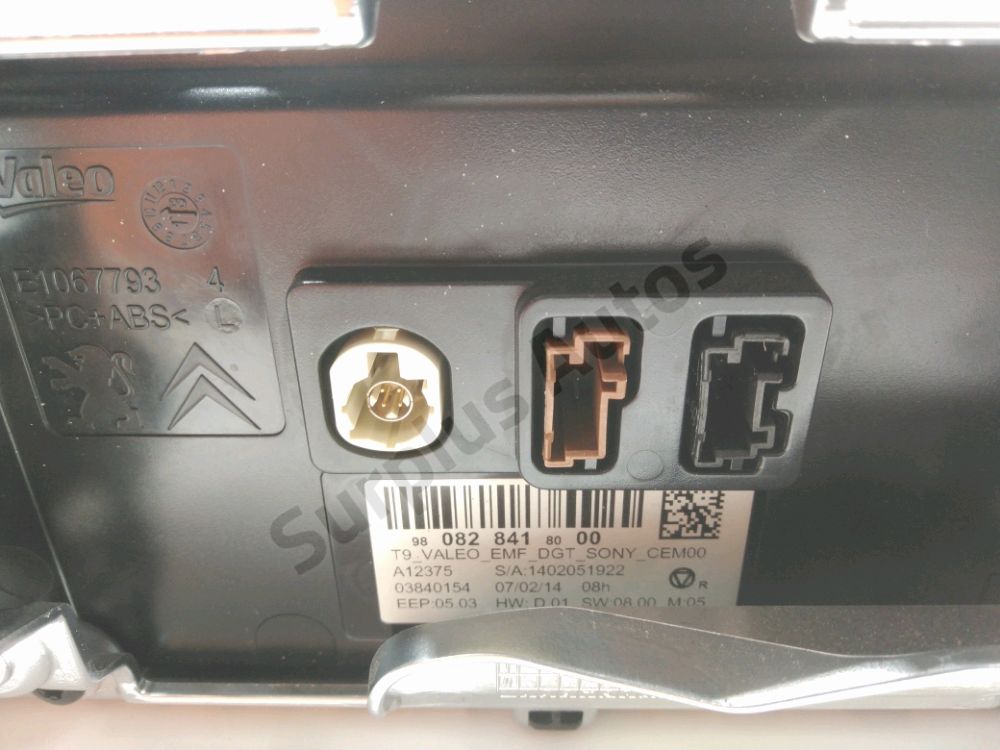 Valeo
E1067793 4
>PC+ABS< L
Surplus Autos
98 082 841 80 00
T9_VALEO_EMF_DGT_SONY_CEM00
A12375 S/A:1402051922
03840154 07/02/14 08h R
EEP:05.03 HW: D.01 SW:08.00 M:05